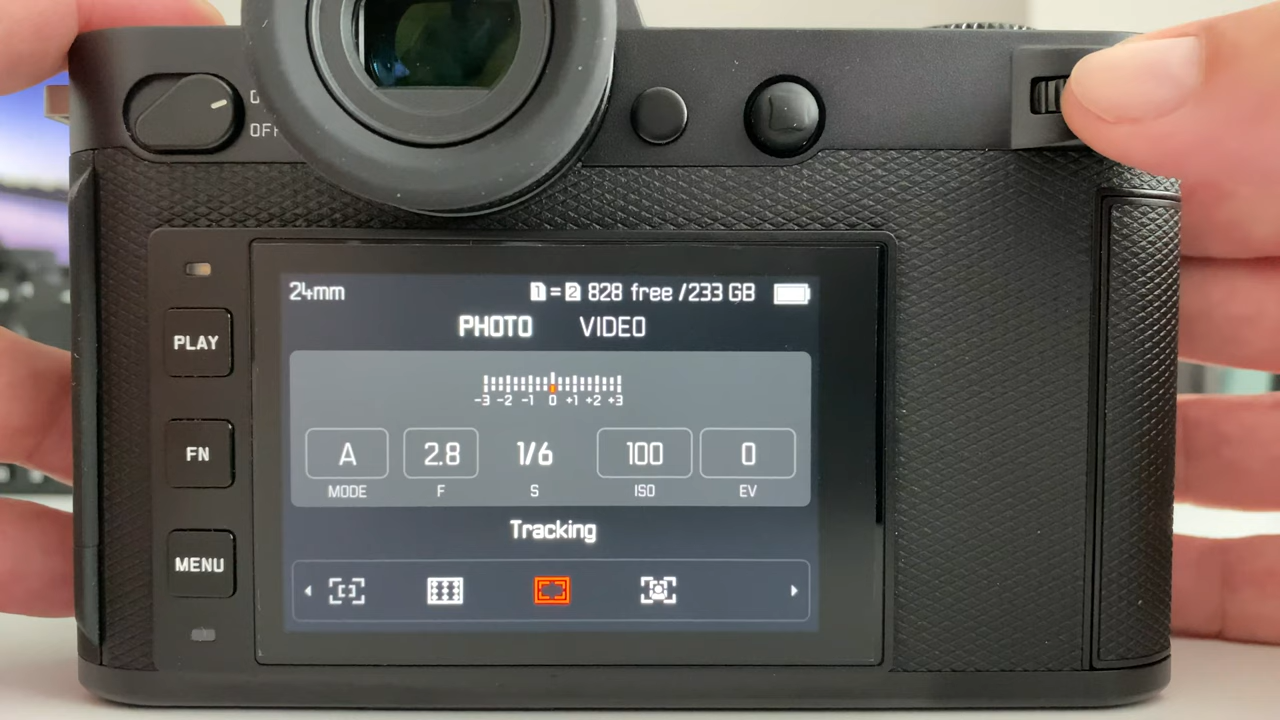 OFF
24mm
1 = 2 828 free /233 GB
PHOTO VIDEO
-3 -2 -1 0 +1 +2 +3
A 2.8 1/6 100 0
MODE F S ISO EV
Tracking
PLAY
FN
MENU